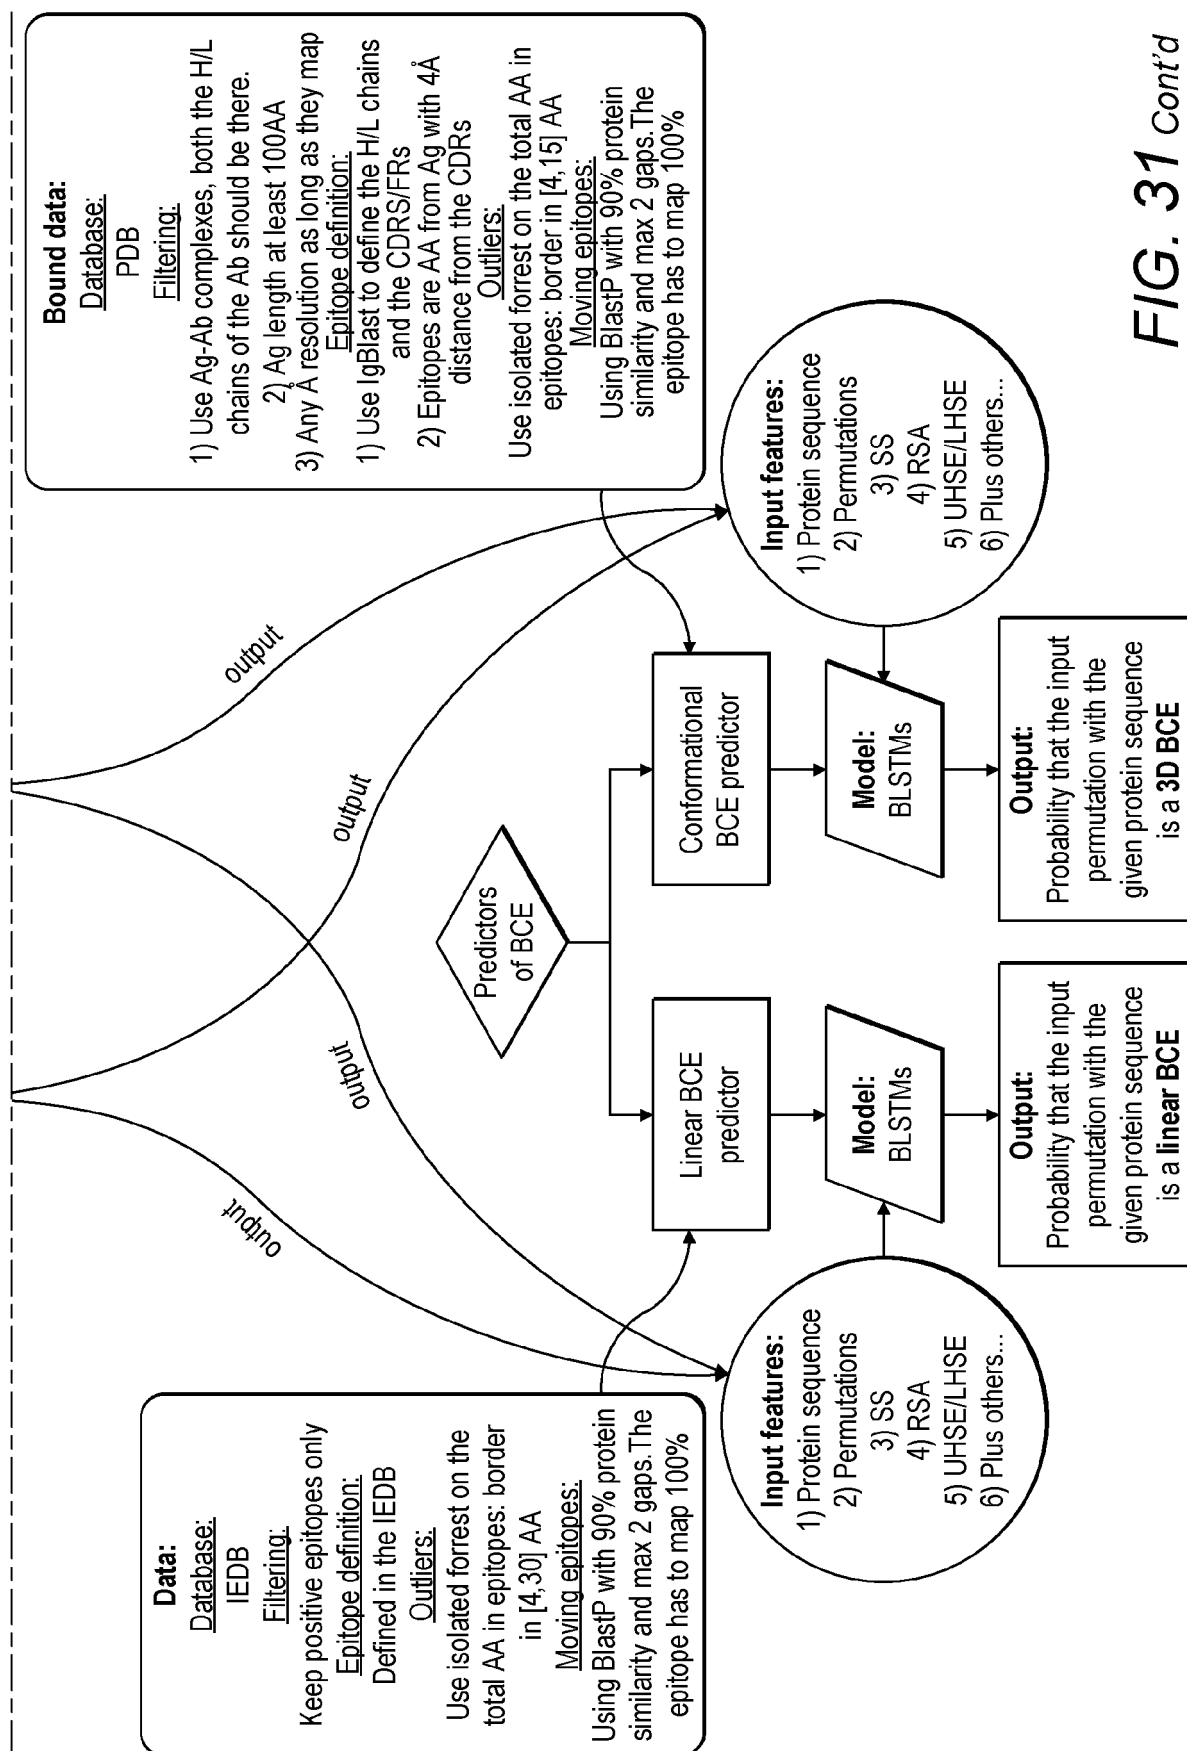 Data:
Database:
IEDB
Filtering:
Keep positive epitopes only
Epitope definition:
Defined in the IEDB
Outliers:
Use isolated forrest on the
total AA in epitopes: border
in [4,30] AA
Moving epitopes:
Using BlastP with 90% protein
similarity and max 2 gaps.The
epitope has to map 100%
output
output
output
output
Bound data:
Database:
PDB
Filtering:
1) Use Ag-Ab complexes, both the H/L
chains of the Ab should be there.
2) Ag length at least 100AA
3) Any Å resolution as long as they map
Epitope definition:
1) Use IgBlast to define the H/L chains
and the CDRS/FRs
2) Epitopes are AA from Ag with 4Å
distance from the CDRs
Outliers:
Use isolated forrest on the total AA in
epitopes: border in [4,15] AA
Moving epitopes:
Using BlastP with 90% protein
similarity and max 2 gaps.The
epitope has to map 100%
Predictors
of BCE
Linear BCE
predictor
Conformational
BCE predictor
Input features:
1) Protein sequence
2) Permutations
3) SS
4) RSA
5) UHSE/LHSE
6) Plus others...
Model:
BLSTMs
Model:
BLSTMs
Input features:
1) Protein sequence
2) Permutations
3) SS
4) RSA
5) UHSE/LHSE
6) Plus others...
Output:
Probability that the input
permutation with the
given protein sequence
is a linear BCE
Output:
Probability that the input
permutation with the
given protein sequence
is a 3D BCE
FIG. 31 Cont'd